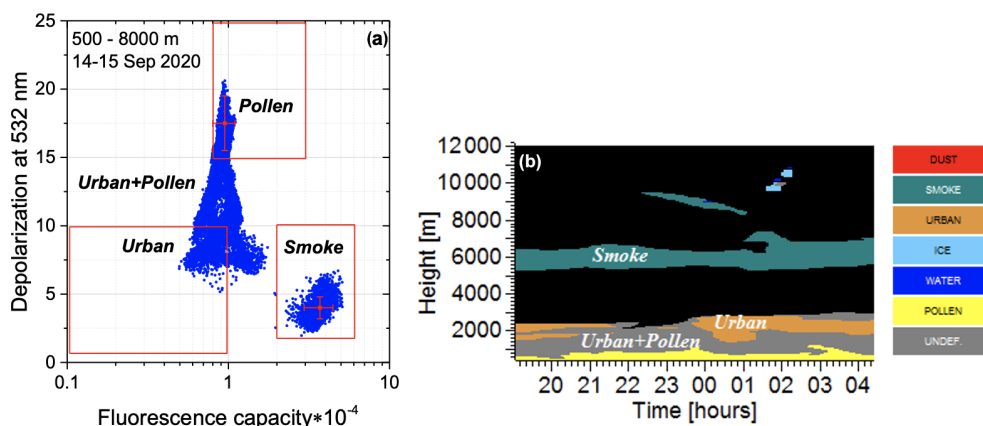 25
20
15
10
5
0
Depolarization at 532 nm
500 - 8000 m
14-15 Sep 2020
(a)
Pollen
Urban+Pollen
Urban
Smoke
0.1
1
10
Fluorescence capacity*10-4
(b)
12000
10000
8000
6000
4000
2000
Height [m]
Smoke
Urban
Urban+Pollen
20 21 22 23 00 01 02 03 04
Time [hours]
DUST
SMOKE
URBAN
ICE
WATER
POLLEN
UNDEF.